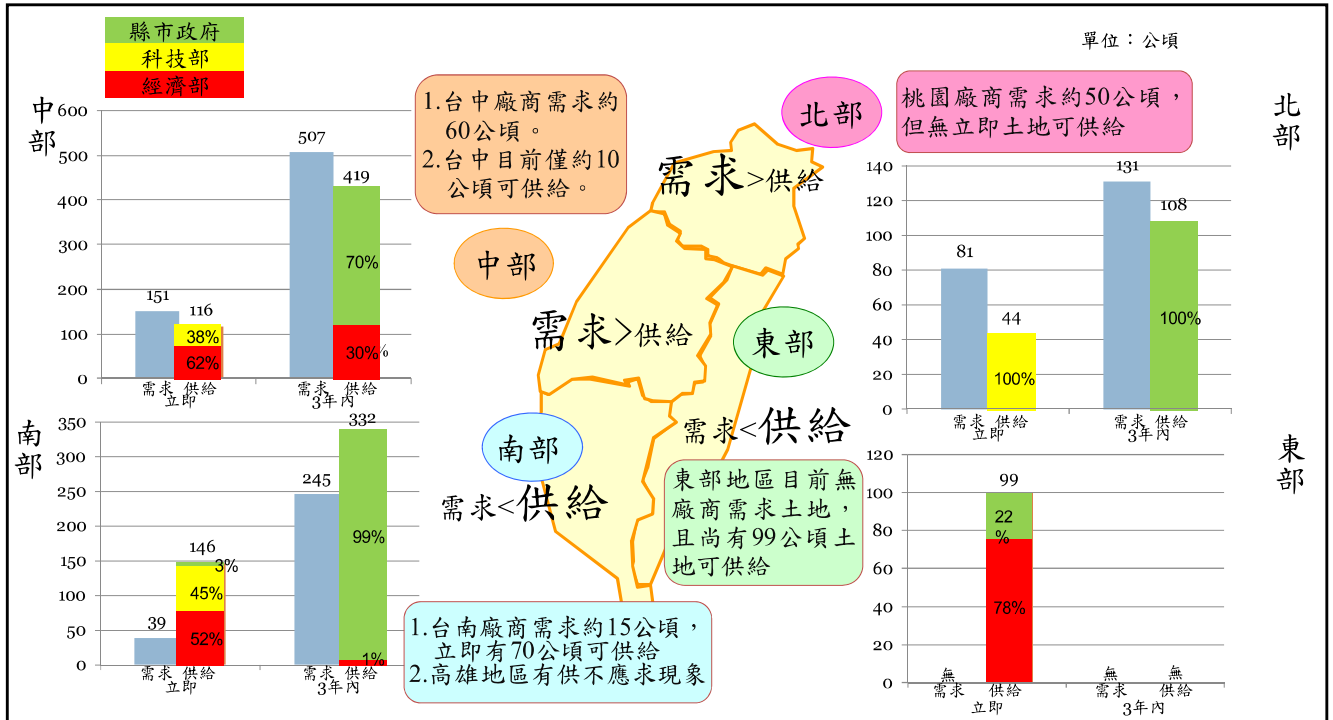 縣市政府
科技部
經濟部
單位：公頃
中部
600
500
400
300
200
100
0
151
116
38%
62%
507
419
70%
30%
%
需求 供給
立即
需求 供給
3年內
1.台中廠商需求約
60公頃。
2.台中目前僅約10
公頃可供給。
北部
桃園廠商需求約50公頃，
但無立即土地可供給
需求>供給
中部
需求>供給
東部
需求<供給
南部
需求<供給
東部地區目前無
廠商需求土地，
且尚有99公頃土
地可供給
1.台南廠商需求約15公頃，
立即有70公頃可供給
2.高雄地區有供不應求現象
北部
140
120
100
80
60
40
20
0
81
44
100%
131
108
100%
需求 供給
立即
需求 供給
3年內
南部
350
300
250
200
150
100
50
0
39
146
3%
45%
52%
245
332
99%
1%
需求 供給
立即
需求 供給
3年內
東部
120
100
80
60
40
20
0
無
99
22
%
78%
無
無
需求 供給
立即
需求 供給
3年內